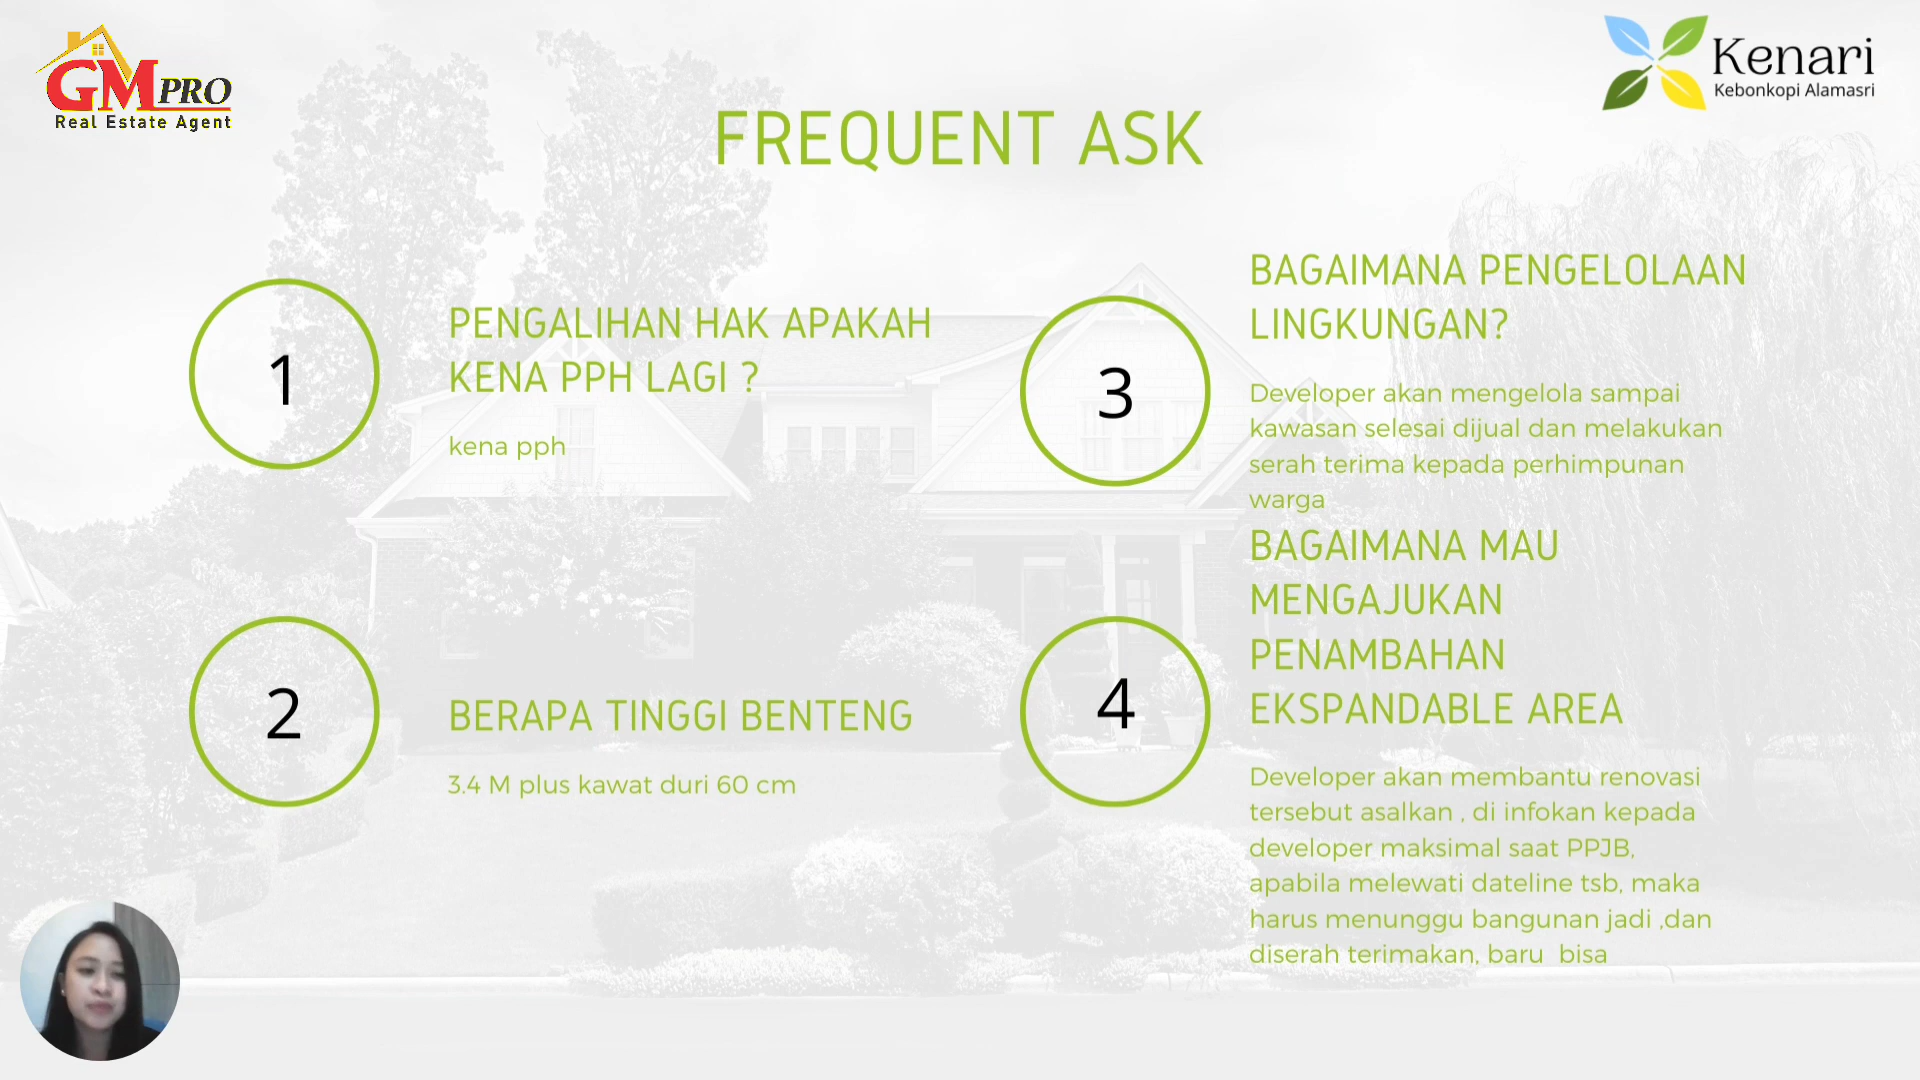 GM PRO
Real Estate Agent
Kenari
Kebonkopi Alamasri
FREQUENT ASK
1
PENGALIHAN HAK APAKAH
KENA PPH LAGI ?
kena pph
2
BERAPA TINGGI BENTENG
3.4 M plus kawat duri 60 cm
3
BAGAIMANA PENGELOLAAN
LINGKUNGAN?
Developer akan mengelola sampai
kawasan selesai dijual dan melakukan
serah terima kepada perhimpunan
warga
4
BAGAIMANA MAU
MENGAJUKAN
PENAMBAHAN
EKSPANDABLE AREA
Developer akan membantu renovasi
tersebut asalkan , di infokan kepada
developer maksimal saat PPJB,
apabila melewati dateline tsb, maka
harus menunggu bangunan jadi ,dan
diserah terimakan, baru  bisa